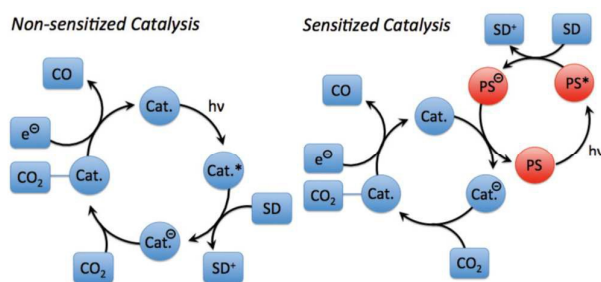 Non-sensitized Catalysis
CO
Cat.
hν
e⊖
CO₂
Cat.
Cat.*
SD
Cat.⊖
CO₂
SD⁺
Sensitized Catalysis
SD⁺
SD
PS⊖
PS*
CO
Cat.
hν
e⊖
PS
CO₂
Cat.
Cat.⊖
CO₂